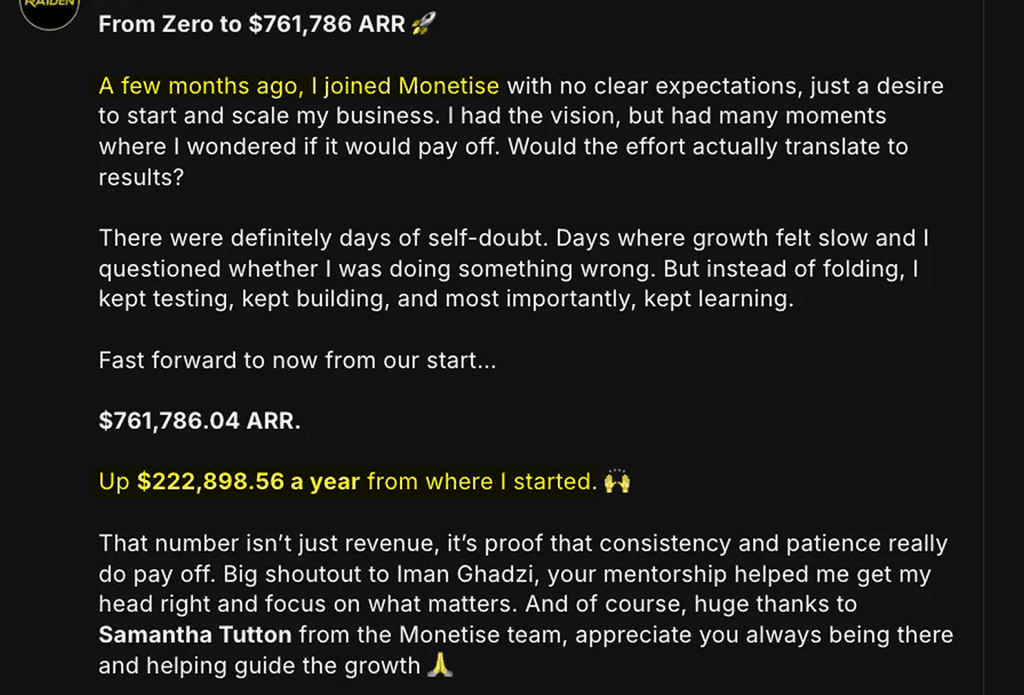 RAIDEN
From Zero to $761,786 ARR 🚀
A few months ago, I joined Monetise with no clear expectations, just a desire
to start and scale my business. I had the vision, but had many moments
where I wondered if it would pay off. Would the effort actually translate to
results?
There were definitely days of self-doubt. Days where growth felt slow and I
questioned whether I was doing something wrong. But instead of folding, I
kept testing, kept building, and most importantly, kept learning.
Fast forward to now from our start...
$761,786.04 ARR.
Up $222,898.56 a year from where I started. 🙌
That number isn’t just revenue, it’s proof that consistency and patience really
do pay off. Big shoutout to Iman Ghadzi, your mentorship helped me get my
head right and focus on what matters. And of course, huge thanks to
Samantha Tutton from the Monetise team, appreciate you always being there
and helping guide the growth 🙏